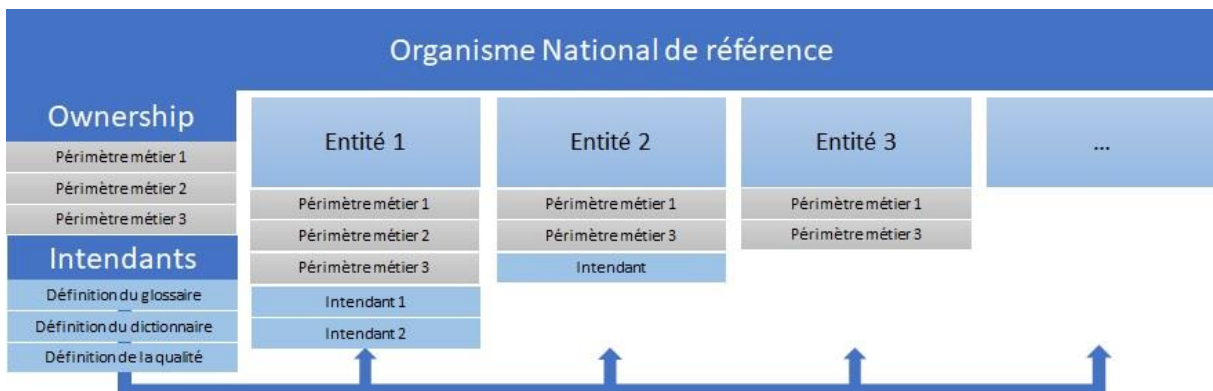 Organisme National de référence
Ownership
Périmètre métier 1
Périmètre métier 2
Périmètre métier 3
Intendants
Définition du glossaire
Définition du dictionnaire
Définition de la qualité
Entité 1
Périmètre métier 1
Périmètre métier 2
Périmètre métier 3
Intendant 1
Intendant 2
Entité 2
Périmètre métier 1
Périmètre métier 3
Intendant
Entité 3
Périmètre métier 1
Périmètre métier 3
...